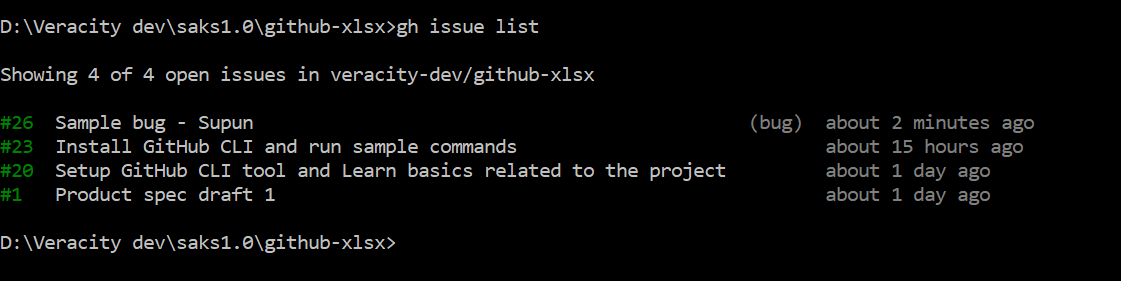 D:\Veracity dev\saks1.0\github-xlsx>gh issue list
Showing 4 of 4 open issues in veracity-dev/github-xlsx
#26  Sample bug - Supun  (bug)  about 2 minutes ago
#23  Install GitHub CLI and run sample commands  about 15 hours ago
#20  Setup GitHub CLI tool and Learn basics related to the project  about 1 day ago
#1  Product spec draft 1  about 1 day ago
D:\Veracity dev\saks1.0\github-xlsx>